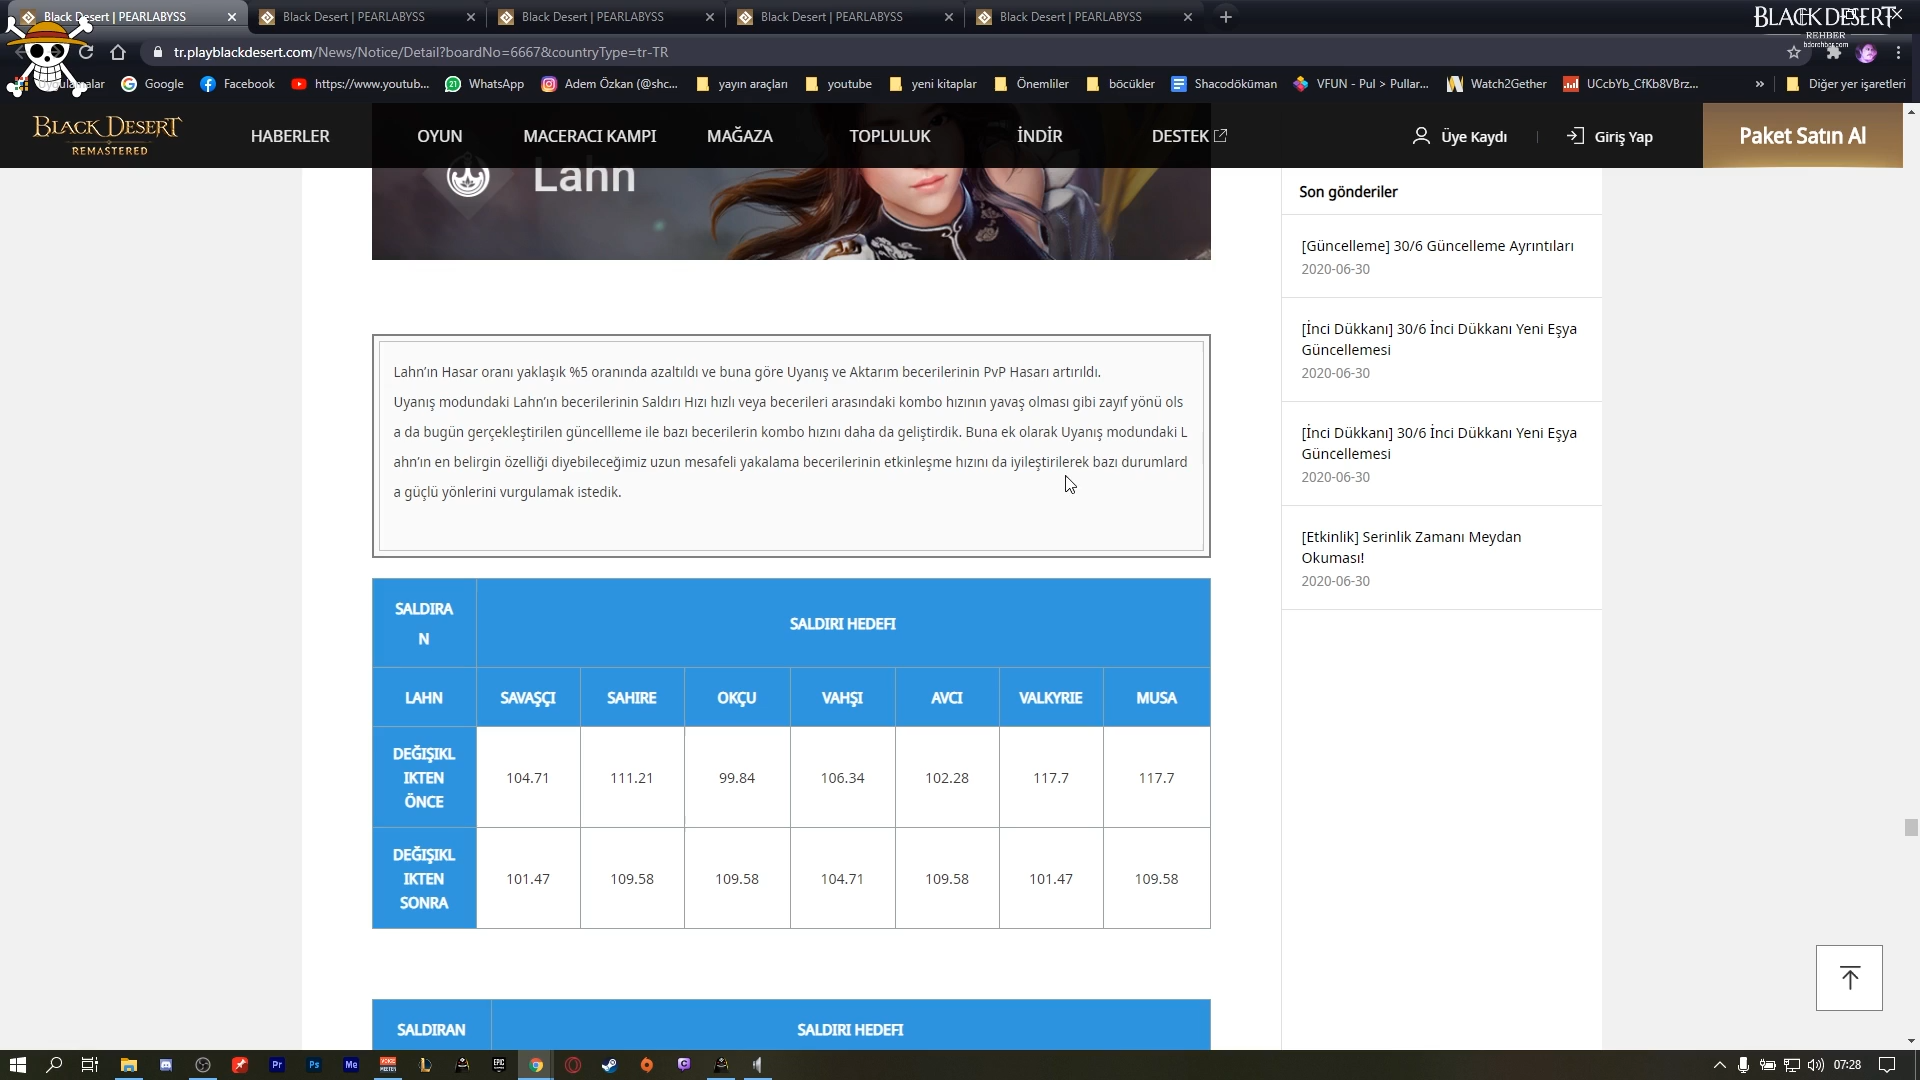 Black Desert | PEARLABYSS
Black Desert | PEARLABYSS
Black Desert | PEARLABYSS
Black Desert | PEARLABYSS
Black Desert | PEARLABYSS
BLACK DESERT
REHBER
bdorehber.com
tr.playblackdesert.com/News/Notice/Detail?boardNo=6667&countryType=tr-TR
Google
Facebook
https://www.youtub...
WhatsApp
Adem Özkan (@shc...
yayın araçları
youtube
yeni kitaplar
Önemliler
böcükler
Shacodöküman
VFUN - Pul > Pullar...
Watch2Gether
UCcbYb_CfKb8VBrz...
»
Diğer yer işaretleri
BLACK DESERT
REMASTERED
HABERLER
OYUN
MACERACI KAMPI
MAĞAZA
TOPLULUK
İNDİR
DESTEK
Üye Kaydı
Giriş Yap
Paket Satın Al
Lahn
Lahn’ın Hasar oranı yaklaşık %5 oranında azaltıldı ve buna göre Uyanış ve Aktarım becerilerinin PvP Hasarı artırıldı.
Uyanış modundaki Lahn’ın becerilerinin Saldırı Hızı hızlı veya becerileri arasındaki kombo hızının yavaş olması gibi zayıf yönü ols
a da bugün gerçekleştirilen güncellleme ile bazı becerilerin kombo hızını daha da geliştirdik. Buna ek olarak Uyanış modundaki L
ahn’ın en belirgin özelliği diyebileceğimiz uzun mesafeli yakalama becerilerinin etkinleşme hızını da iyileştirilerek bazı durumlard
a güçlü yönlerini vurgulamak istedik.
SALDIRA
N
SALDIRI HEDEFI
LAHN
SAVAŞÇI
SAHIRE
OKÇU
VAHŞI
AVCI
VALKYRIE
MUSA
DEĞIŞIKL
IKTEN
ÖNCE
104.71
111.21
99.84
106.34
102.28
117.7
117.7
DEĞIŞIKL
IKTEN
SONRA
101.47
109.58
109.58
104.71
109.58
101.47
109.58
SALDIRAN
SALDIRI HEDEFI
Son gönderiler
[Güncelleme] 30/6 Güncelleme Ayrıntıları
2020-06-30
[İnci Dükkanı] 30/6 İnci Dükkanı Yeni Eşya
Güncellemesi
2020-06-30
[İnci Dükkanı] 30/6 İnci Dükkanı Yeni Eşya
Güncellemesi
2020-06-30
[Etkinlik] Serinlik Zamanı Meydan
Okuması!
2020-06-30
Pr
Ps
Me
EPIC
07:28